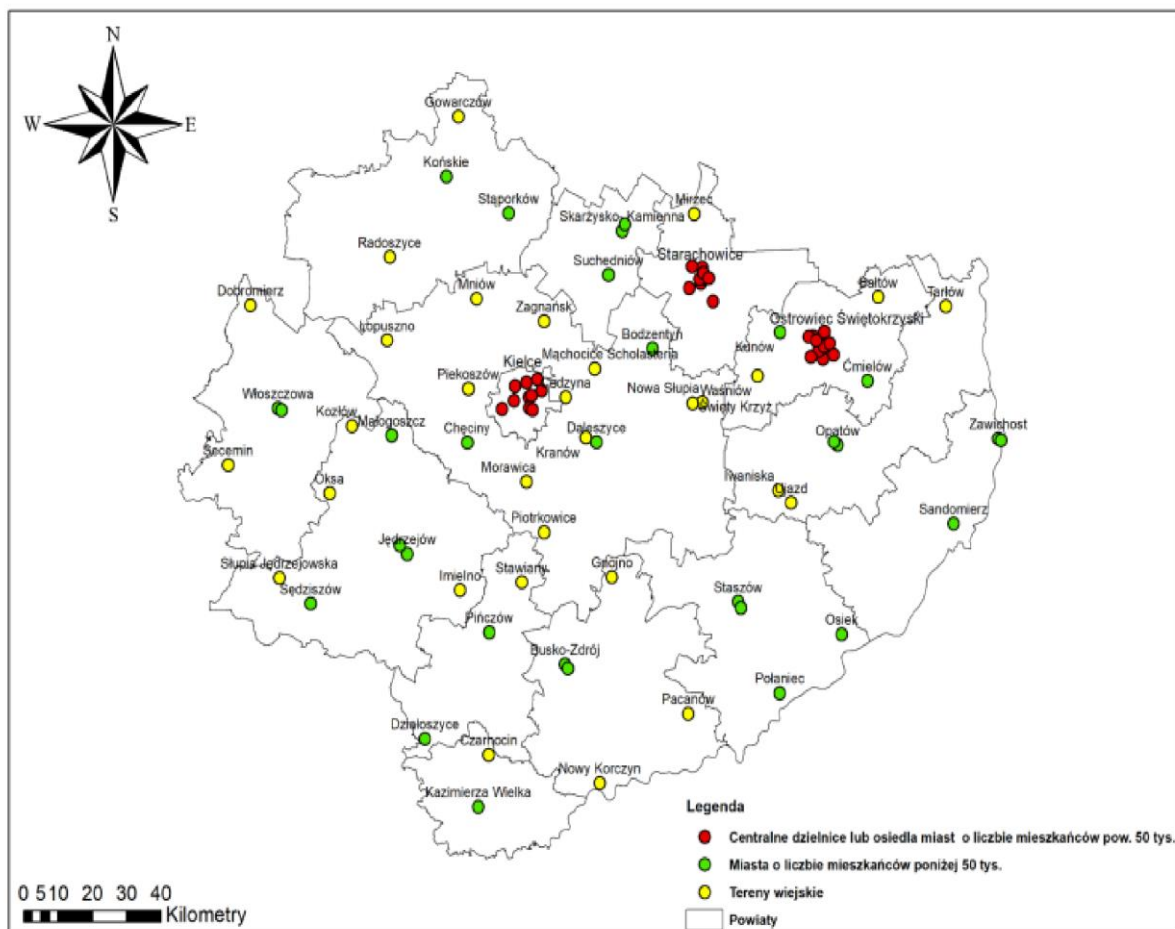 N
W E
S
Gowarczów
Końskie
Stąporków
Skarżysko- Kamienna
Mirzec
Radoszyce
Suchedniów
Starachowice
Dobromierz
Mniów
Bałtów
Tarłów
Zagnańsk
Łopuszno
Bodzentyn
Ostrowiec Świętokrzyski
Kunów
Mąchocice Scholasteria
Kielce
Ćmielów
Piekoszów
Cedzyna
Nowa Słupia
Waśniów
Święty Krzyż
Włoszczowa
Kozłów
Małogoszcz
Chęciny
Daleszyce
Kranów
Opatów
Zawichost
Secemin
Morawica
Oksa
Iwaniska
Ujazd
Sandomierz
Piotrkowice
Jędrzejów
Słupia Jędrzejowska
Sędziszów
Imielno
Stawiany
Gnojno
Staszów
Pińczów
Osiek
Busko-Zdrój
Połaniec
Pacanów
Działoszyce
Czarnocin
Nowy Korczyn
Kazimierza Wielka
Legenda
Centralne dzielnice lub osiedla miast o liczbie mieszkańców pow. 50 tys.
Miasta o liczbie mieszkańców poniżej 50 tys.
Tereny wiejskie
Powiaty
0 5 10 20 30 40
Kilometry